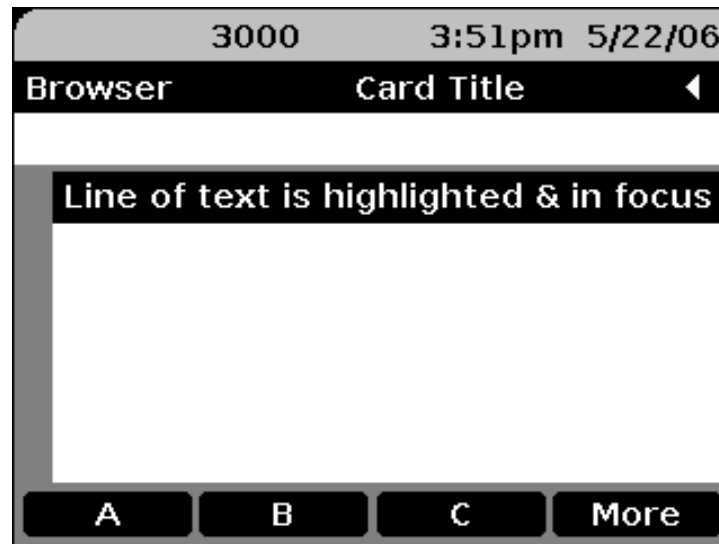 3000 3:51pm 5/22/06
Browser Card Title
Line of text is highlighted & in focus
A B C More